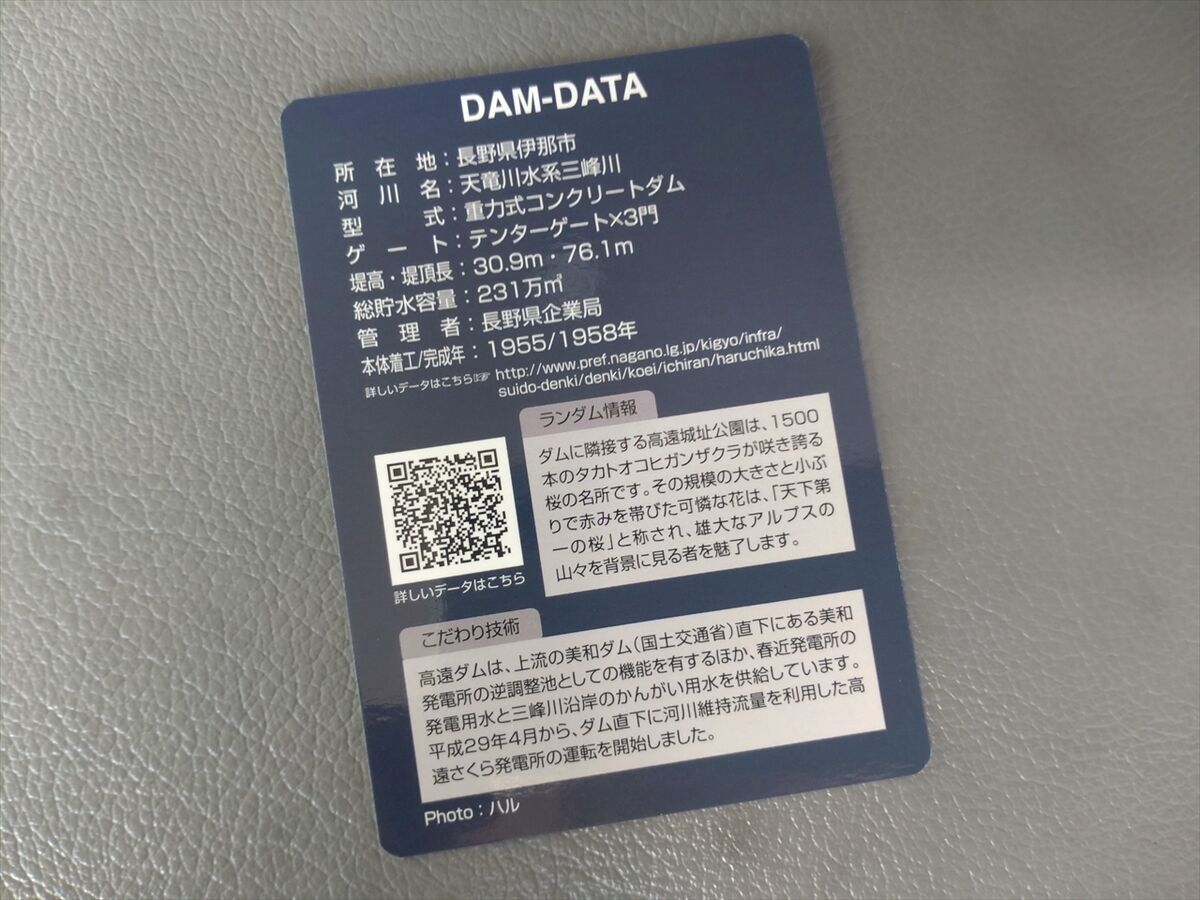 DAM-DATA
所在地：長野県伊那市
河川名：天竜川水系三峰川
型式：重力式コンクリートダム
ゲート：テンターゲート×3門
堤高・堤頂長：30.9m・76.1m
総貯水容量：231万㎥
管理者：長野県企業局
本体着工/完成年：1955/1958年
詳しいデータはこちら☞ http://www.pref.nagano.lg.jp/kigyo/infra/
suido-denki/denki/koei/ichiran/haruchika.html
ランダム情報
ダムに隣接する高遠城址公園は、1500
本のタカトオコヒガンザクラが咲き誇る
桜の名所です。その規模の大きさと小ぶ
りで赤みを帯びた可憐な花は、「天下第
一の桜」と称され、雄大なアルプスの
山々を背景に見る者を魅了します。
詳しいデータはこちら
こだわり技術
高遠ダムは、上流の美和ダム(国土交通省)直下にある美和
発電所の逆調整池としての機能を有するほか、春近発電所の
発電用水と三峰川沿岸のかんがい用水を供給しています。
平成29年4月から、ダム直下に河川維持流量を利用した高
遠さくら発電所の運転を開始しました。
Photo：ハル